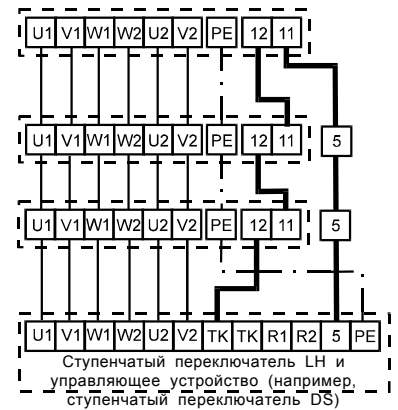 U1 V1 W1 W2 U2 V2 PE 12 11
U1 V1 W1 W2 U2 V2 PE 12 11 5
U1 V1 W1 W2 U2 V2 PE 12 11 5
U1 V1 W1 W2 U2 V2 TK TK R1 R2 5 PE
Ступенчатый переключатель LH и
управляющее устройство (например,
ступенчатый переключатель DS)